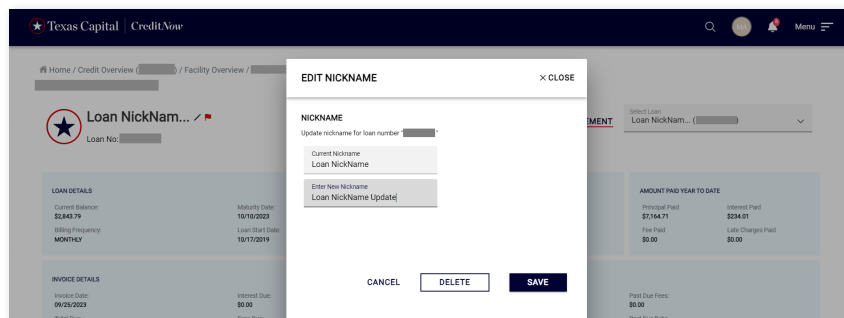 Texas Capital | CreditNow
MA
Menu
Home / Credit Overview ( ) / Facility Overview /
EDIT NICKNAME
× CLOSE
Loan NickNam...
Loan No:
NICKNAME
Update nickname for loan number " "
EMENT
Select Loan
Loan NickNam... ( )
Current Nickname
Loan NickName
Enter New Nickname
Loan NickName Update
LOAN DETAILS
Current Balance:
$2,843.79
Maturity Date:
10/10/2023
Billing Frequency:
MONTHLY
Loan Start Date:
10/17/2019
AMOUNT PAID YEAR TO DATE
Principal Paid
$7,164.71
Interest Paid
$234.01
Fee Paid
$0.00
Late Charges Paid
$0.00
CANCEL
DELETE
SAVE
INVOICE DETAILS
Invoice Date:
09/25/2023
Interest Due:
$0.00
Past Due Fees:
$0.00